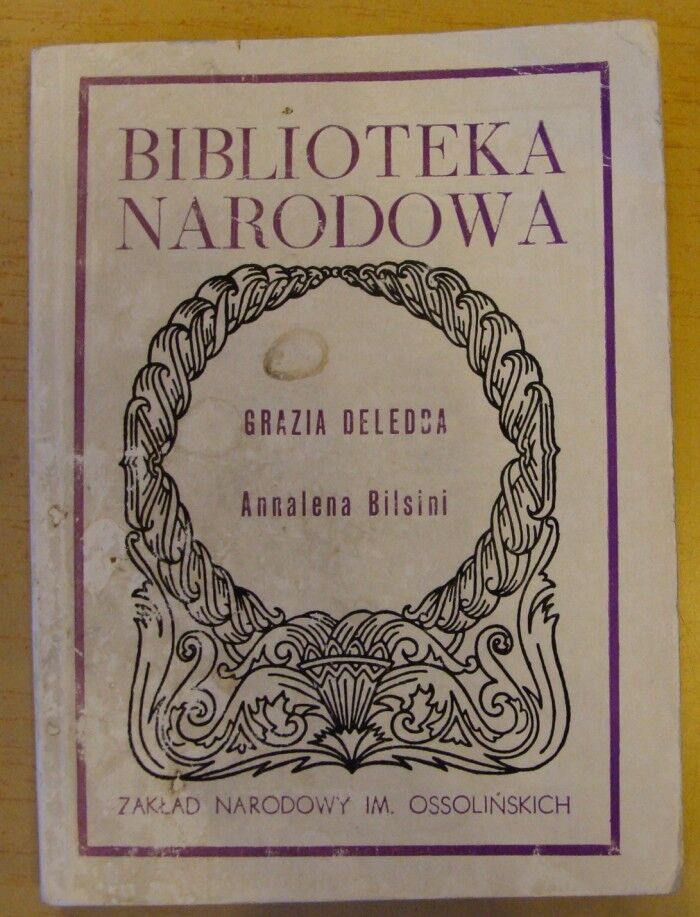 BIBLIOTEKA
NARODOWA
GRAZIA DELEDDA
Annalena Bilsini
ZAKŁAD NARODOWY IM. OSSOLIŃSKICH